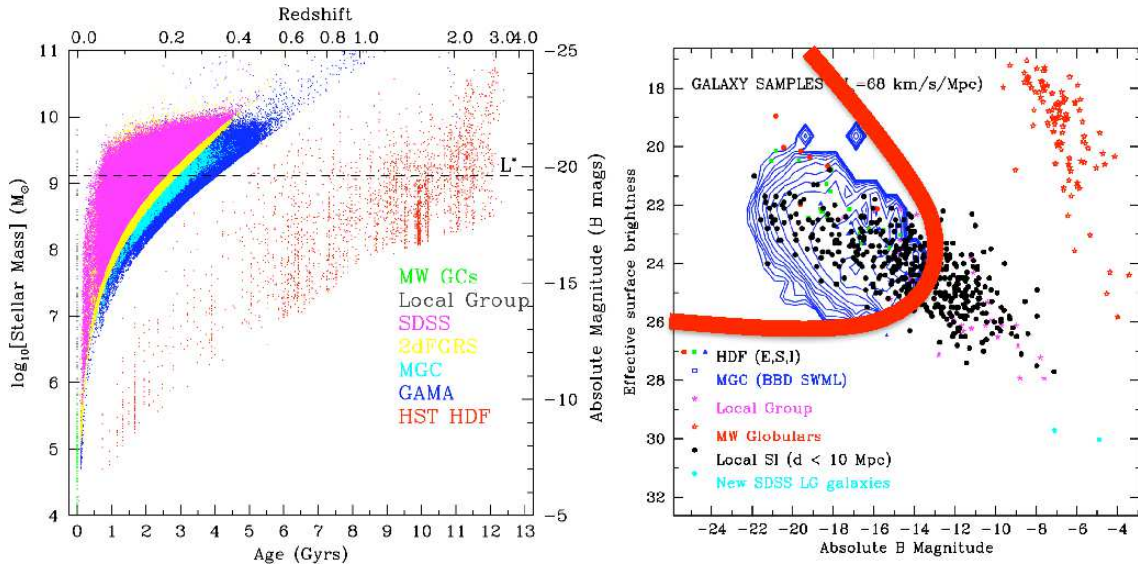 Redshift
0.0 0.2 0.4 0.6 0.8 1.0 2.0 3.0 4.0
log10[Stellar Mass] (M⊙)
11
10
9
8
7
6
5
4
0 1 2 3 4 5 6 7 8 9 10 11 12 13
Age (Gyrs)
Absolute Magnitude (B mags)
-25
-20
-15
-10
-5
L*
MW GCs
Local Group
SDSS
2dFGRS
MGC
GAMA
HST HDF
GALAXY SAMPLES =68 km/s/Mpc)
Effective surface brightness
18
20
22
24
26
28
30
32
HDF (E,S,I)
MGC (BBD SWML)
Local Group
MW Globulars
Local SI (d < 10 Mpc)
New SDSS LG galaxies
-24 -22 -20 -18 -16 -14 -12 -10 -8 -6 -4
Absolute B Magnitude